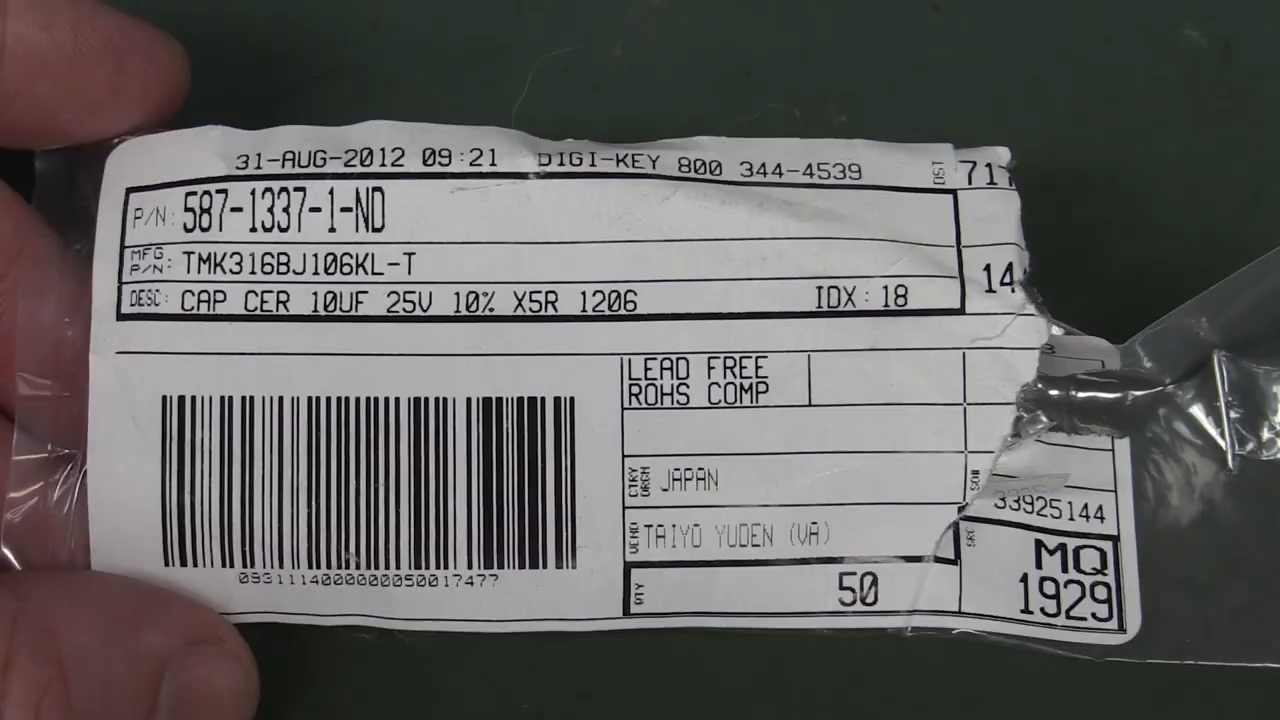 31-AUG-2012 09:21 DIGI-KEY 800 344-4539 DST
P/N: 587-1337-1-ND
MFG P/N: TMK316BJ106KL-T
14
DESC: CAP CER 10UF 25V 10% X5R 1206 IDX: 18
LEAD FREE
ROHS COMP
CTRY ORGN JAPAN
SO#
33925144
VEND TAIYO YUDEN (VA)
SRC
MQ
1929
QTY 50
0931114000000050017477